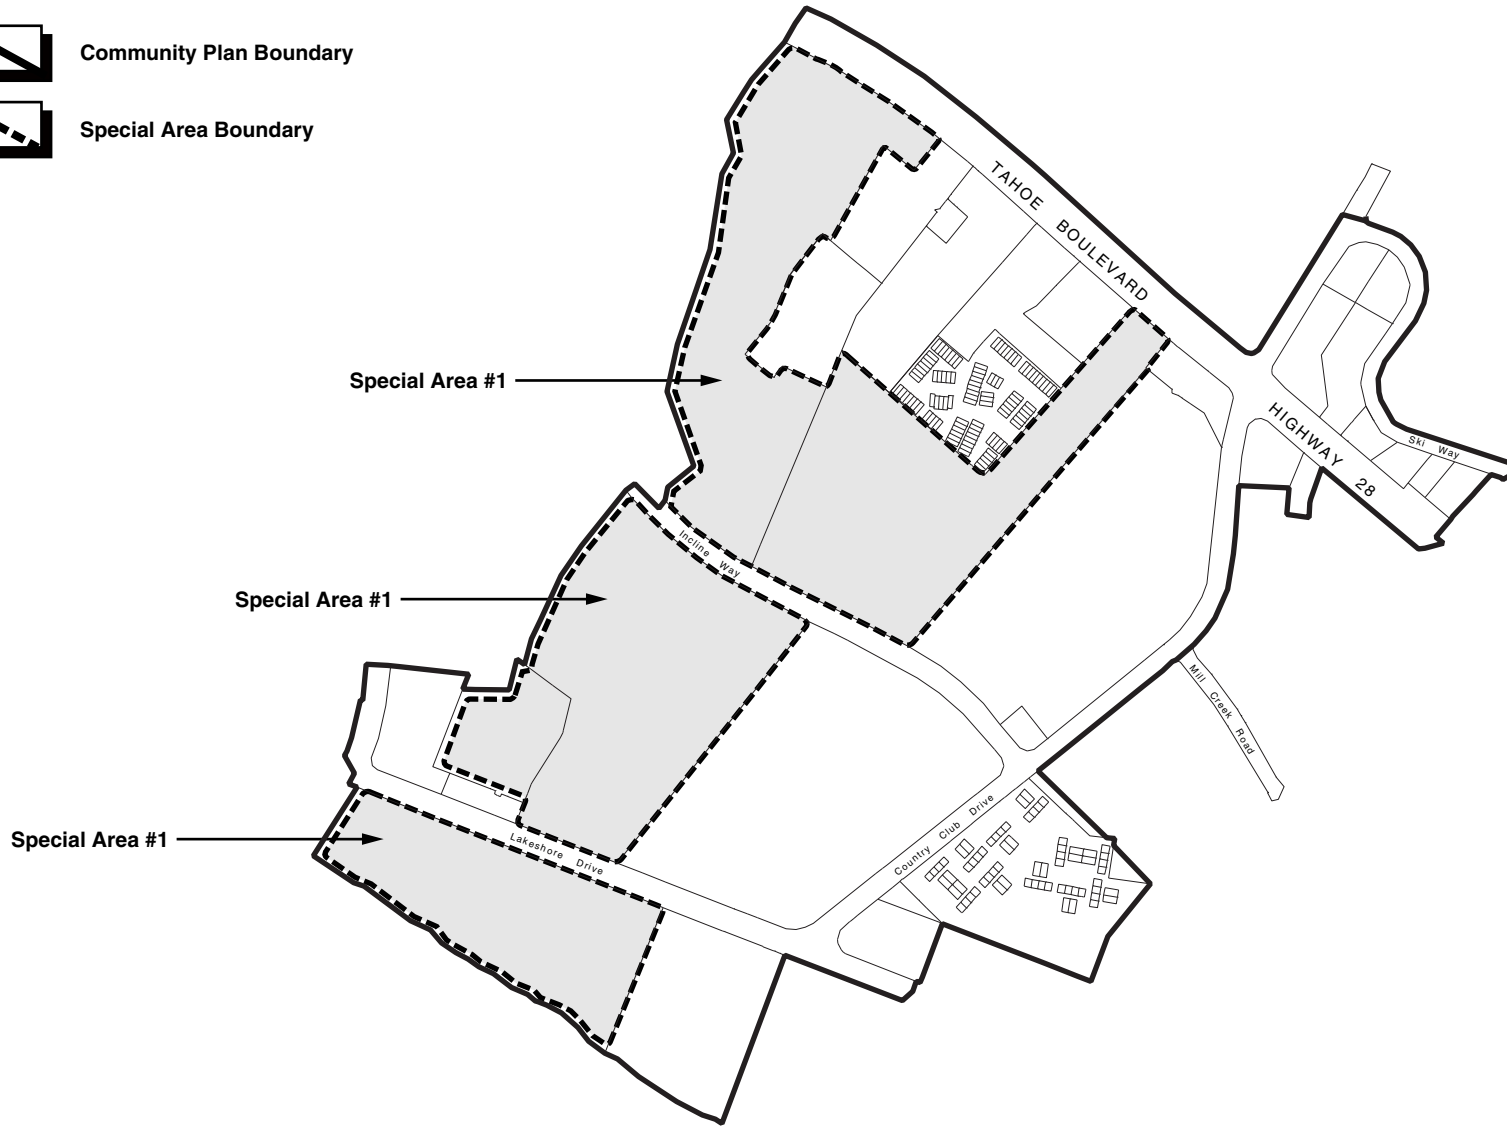 Community Plan Boundary
Special Area Boundary
TAHOE BOULEVARD
Special Area #1
HIGHWAY 28
Ski Way
Incline Way
Special Area #1
Mill Creek Road
Country Club Drive
Special Area #1
Lakeshore Drive